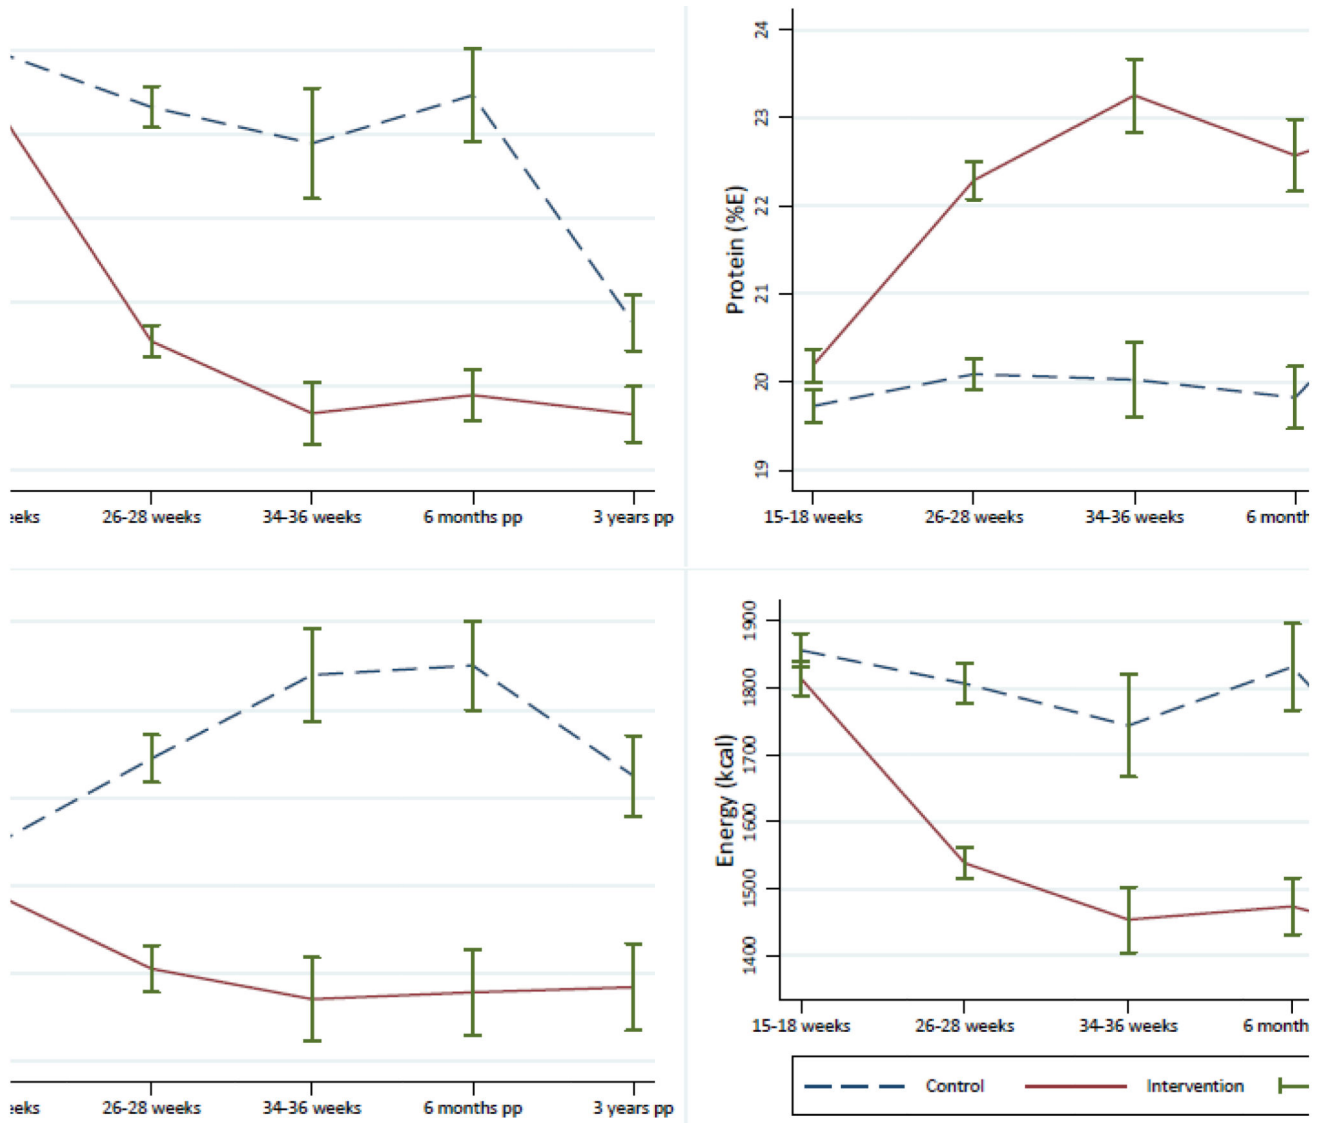 24
23
22
21
20
19
Protein (%E)
eeks 26-28 weeks 34-36 weeks 6 months pp 3 years pp
15-18 weeks 26-28 weeks 34-36 weeks 6 month
1900
1800
1700
1600
1500
1400
Energy (kcal)
15-18 weeks 26-28 weeks 34-36 weeks 6 month
Control Intervention
eeks 26-28 weeks 34-36 weeks 6 months pp 3 years pp